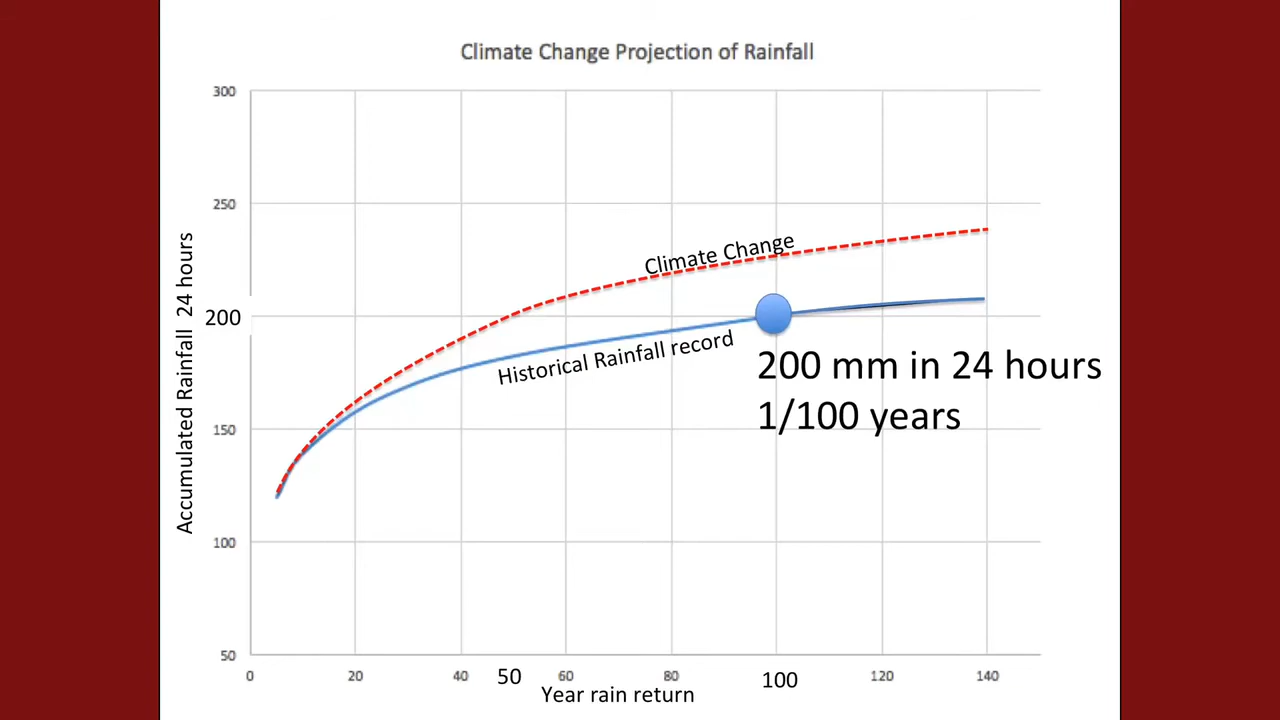 Climate Change Projection of Rainfall
300
250
200
150
100
50
Accumulated Rainfall 24 hours
Climate Change
Historical Rainfall record
200 mm in 24 hours
1/100 years
0 20 40 50 60 80 100 120 140
Year rain return